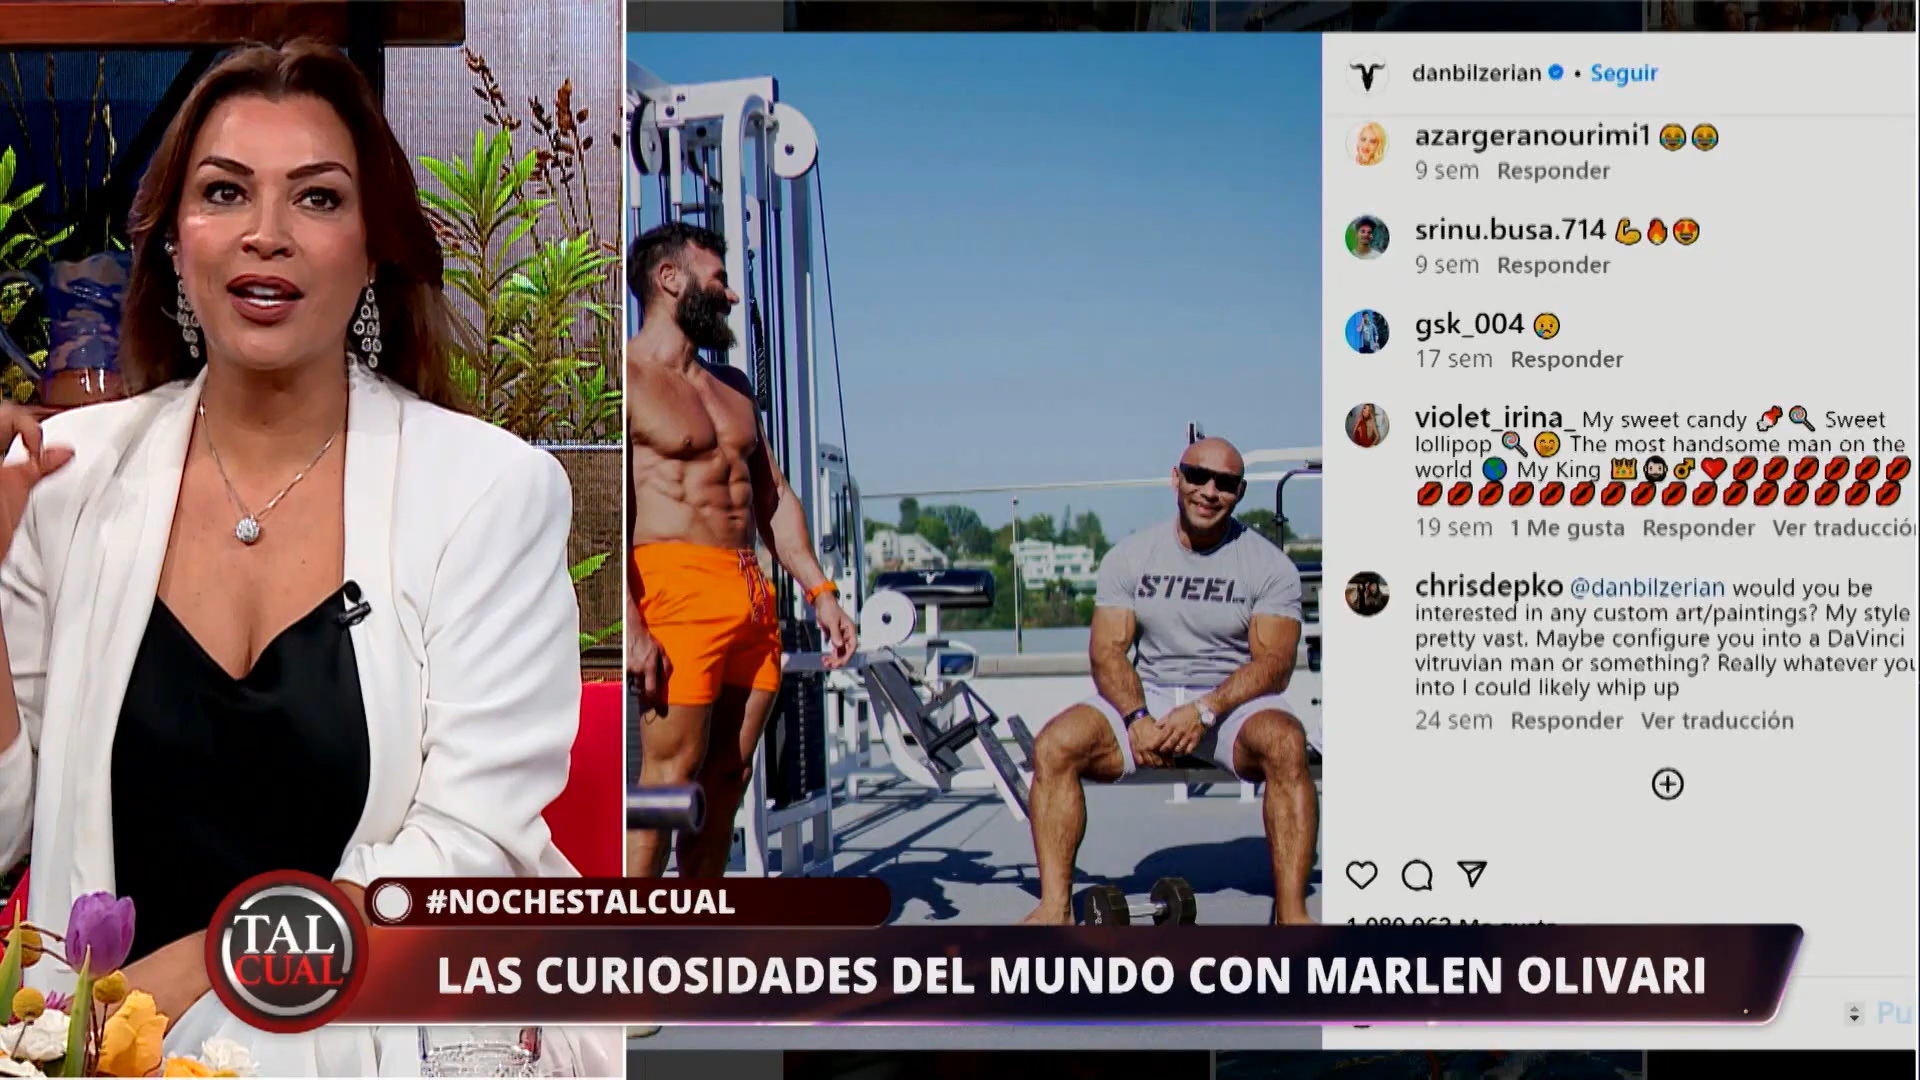 danbilzerian • Seguir
azargeranourimi1 😂😂
9 sem Responder
srinu.busa.714 💪🔥😍
9 sem Responder
gsk_004 😢
17 sem Responder
violet_irina_ My sweet candy 🍭 Sweet
lollipop 🍭😊 The most handsome man on the
world 🌎 My King 👑🧔♂️❤️💋💋💋💋💋💋
💋💋💋💋💋💋💋💋💋💋💋💋💋💋💋💋
19 sem 1 Me gusta Responder Ver traducció
chrisdepko @danbilzerian would you be
interested in any custom art/paintings? My style
pretty vast. Maybe configure you into a DaVinci
vitruvian man or something? Really whatever you
into I could likely whip up
24 sem Responder Ver traducción
STEEL
#NOCHESTALCUAL
TAL
CUAL
LAS CURIOSIDADES DEL MUNDO CON MARLEN OLIVARI
Pu